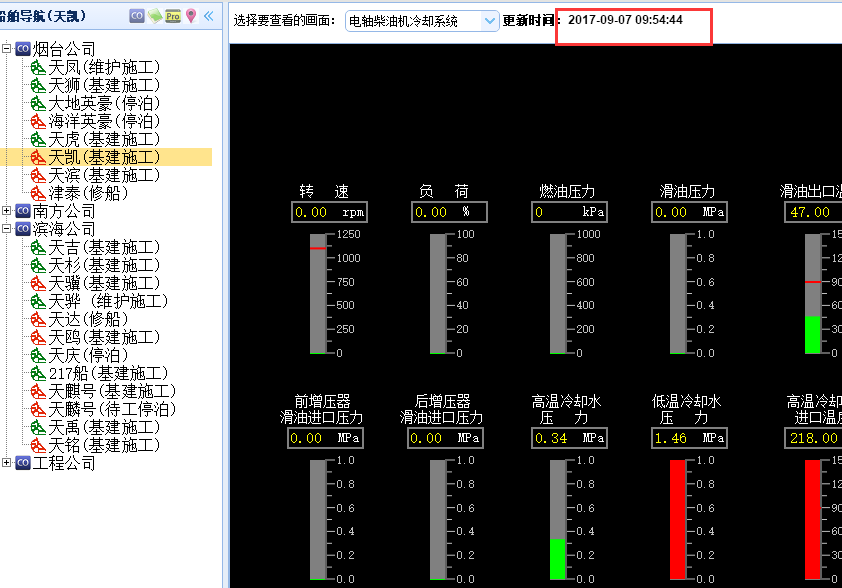 船舶导航(天凯)
CO Pro
烟台公司
天凤(维护施工)
天狮(基建施工)
大地英豪(停泊)
海洋英豪(停泊)
天虎(基建施工)
天凯(基建施工)
天滨(基建施工)
津泰(修船)
南方公司
滨海公司
天吉(基建施工)
天杉(基建施工)
天骥(基建施工)
天骅 (维护施工)
天达(修船)
天鸥(基建施工)
天庆(停泊)
217船(基建施工)
天麒号(基建施工)
天麟号(待工停泊)
天禹(基建施工)
天铭(基建施工)
工程公司
选择要查看的画面: 电轴柴油机冷却系统 更新时间: 2017-09-07 09:54:44
转 速 负 荷 燃油压力 滑油压力 滑油出口
0.00 rpm 0.00 % 0 kPa 0.00 MPa 47.00
1250 100 1000 1.0 15
1000 80 800 0.8 12
750 60 600 0.6 90
500 40 400 0.4 60
250 20 200 0.2 30
0 0 0 0.0 0
前增压器 后增压器 高温冷却水 低温冷却水 高温冷却
滑油进口压力 滑油进口压力 压 力 压 力 进口温度
0.00 MPa 0.00 MPa 0.34 MPa 1.46 MPa 218.00
1.0 1.0 1.0 1.0 15
0.8 0.8 0.8 0.8 12
0.6 0.6 0.6 0.6 90
0.4 0.4 0.4 0.4 60
0.2 0.2 0.2 0.2 30
0.0 0.0 0.0 0.0 0